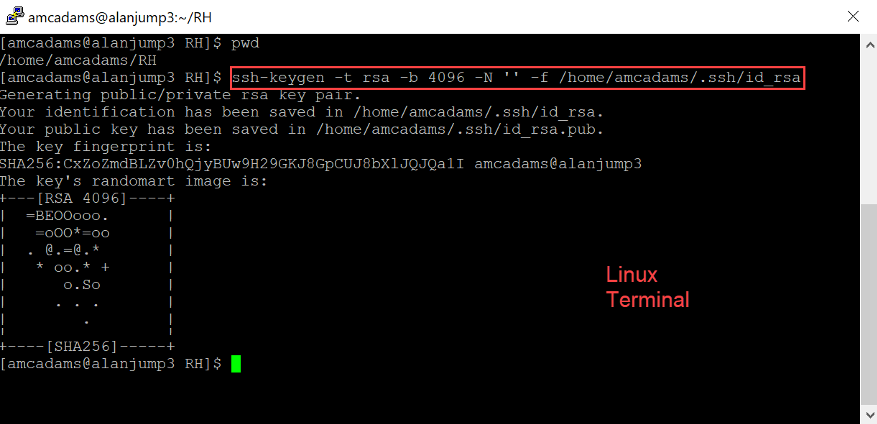 amcadams@alanjump3:~/RH
[amcadams@alanjump3 RH]$ pwd
/home/amcadams/RH
[amcadams@alanjump3 RH]$ ssh-keygen -t rsa -b 4096 -N '' -f /home/amcadams/.ssh/id_rsa
Generating public/private rsa key pair.
Your identification has been saved in /home/amcadams/.ssh/id_rsa.
Your public key has been saved in /home/amcadams/.ssh/id_rsa.pub.
The key fingerprint is:
SHA256:CxZoZmdBLZv0hQjyBUw9H29GKJ8GpCUJ8bXlJQJQa1I amcadams@alanjump3
The key's randomart image is:
+---[RSA 4096]----+
|  =BEOOooo.      |
|   =oOO*=oo      |
|  . @.=@.*       |
|   * oo.* +      |
|      o.So       |
|     . . .       |
|        .        |
|                 |
+----[SHA256]-----+
[amcadams@alanjump3 RH]$
Linux
Terminal